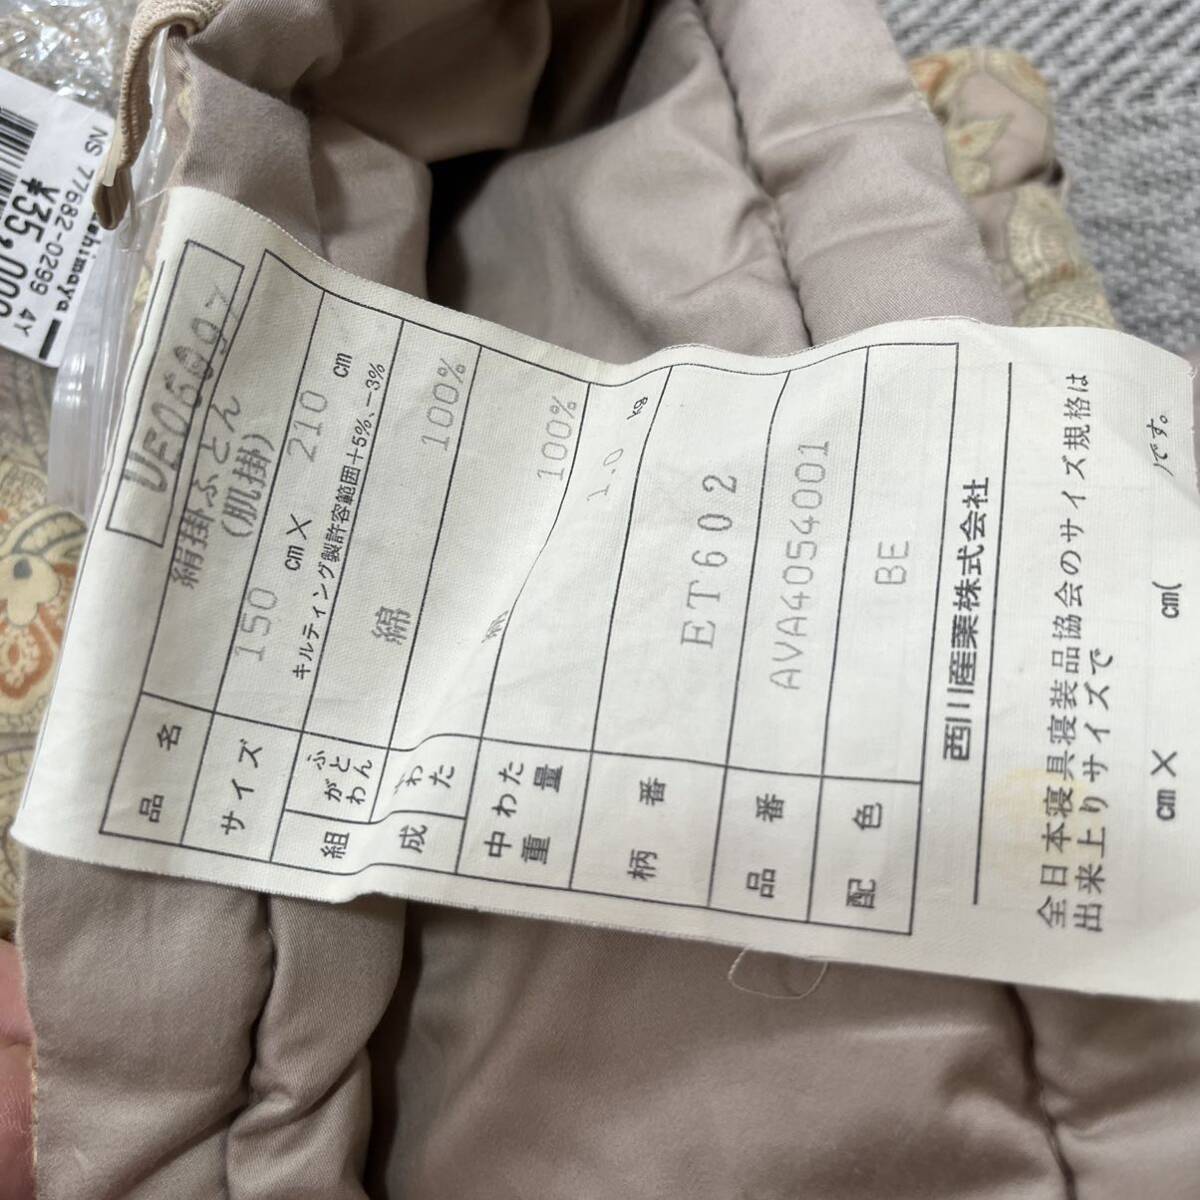 NS 77682-0299 4Y
¥35,000
品名 絹掛ふとん
(肌掛)
サイズ 150 cm × 210 cm
キルティング製許容範囲+5%、-3%
組成 ふとんがわ 綿 100%
わた 100%
中わた重量 1.0 kg
柄番 ET602
品番 AVA4054001
配色 BE
西川産業株式会社
全日本寝具寝装品協会のサイズ規格は
出来上りサイズで
cm × cm(
)です。